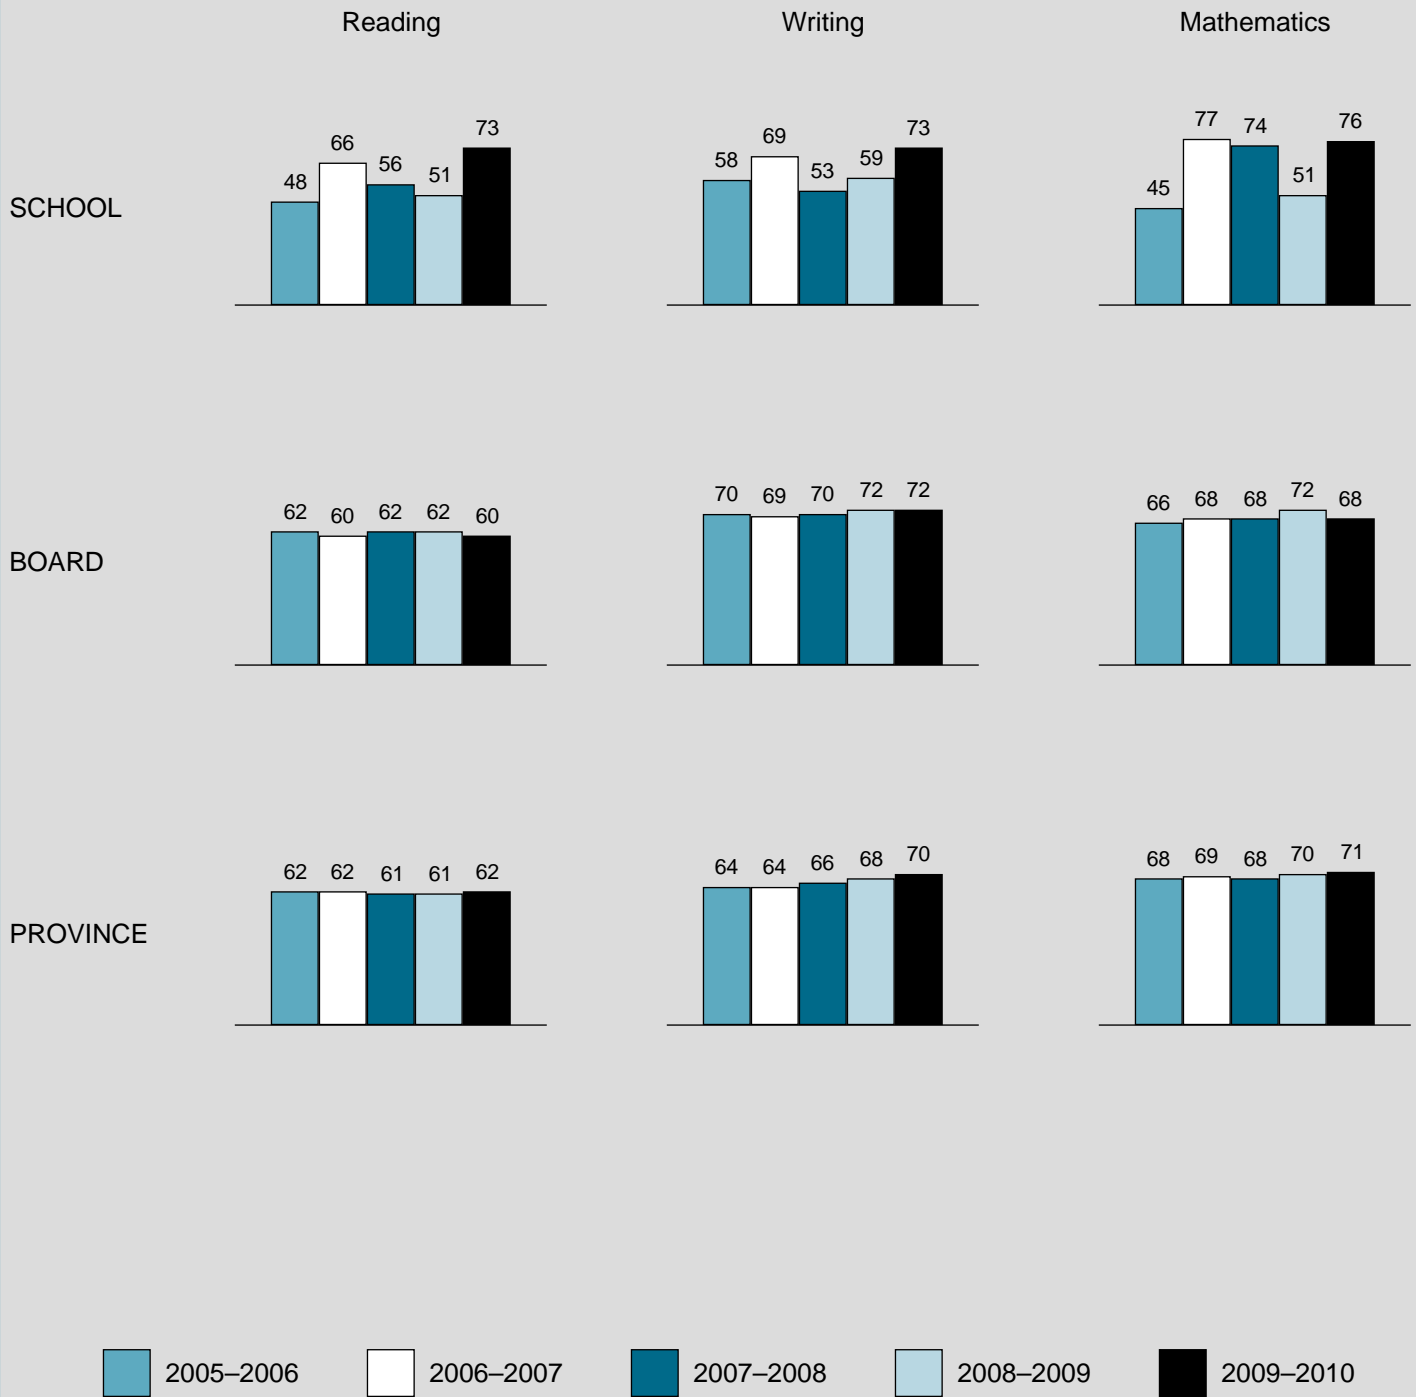 Reading Writing Mathematics
SCHOOL
48 66 56 51 73
58 69 53 59 73
45 77 74 51 76
BOARD
62 60 62 62 60
70 69 70 72 72
66 68 68 72 68
PROVINCE
62 62 61 61 62
64 64 66 68 70
68 69 68 70 71
2005–2006 2006–2007 2007–2008 2008–2009 2009–2010